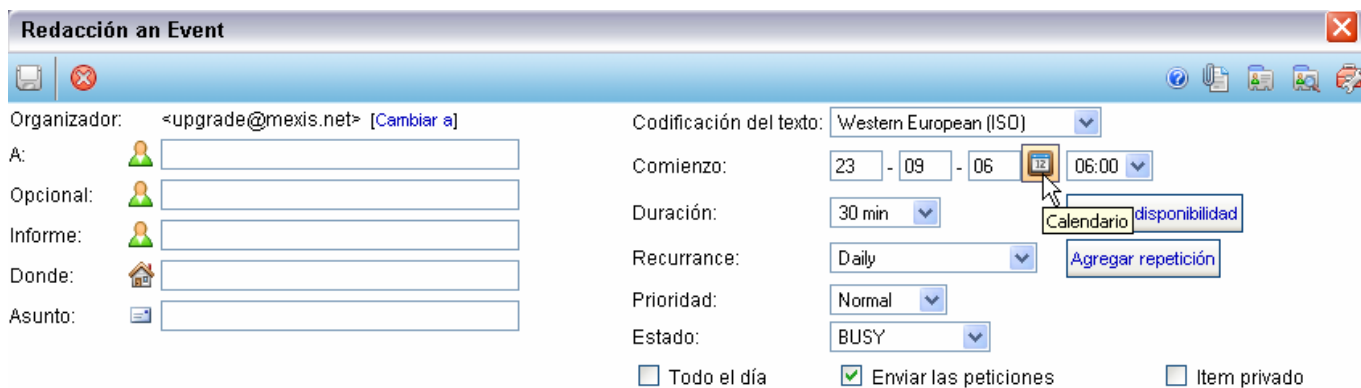 Redacción an Event
Organizador: <upgrade@mexis.net> [Cambiar a]
A:
Opcional:
Informe:
Donde:
Asunto:
Codificación del texto: Western European (ISO)
Comienzo: 23 - 09 - 06 12 06:00
Duración: 30 min disponibilidad
Calendario
Recurrance: Daily Agregar repetición
Prioridad: Normal
Estado: BUSY
Todo el día Enviar las peticiones Item privado